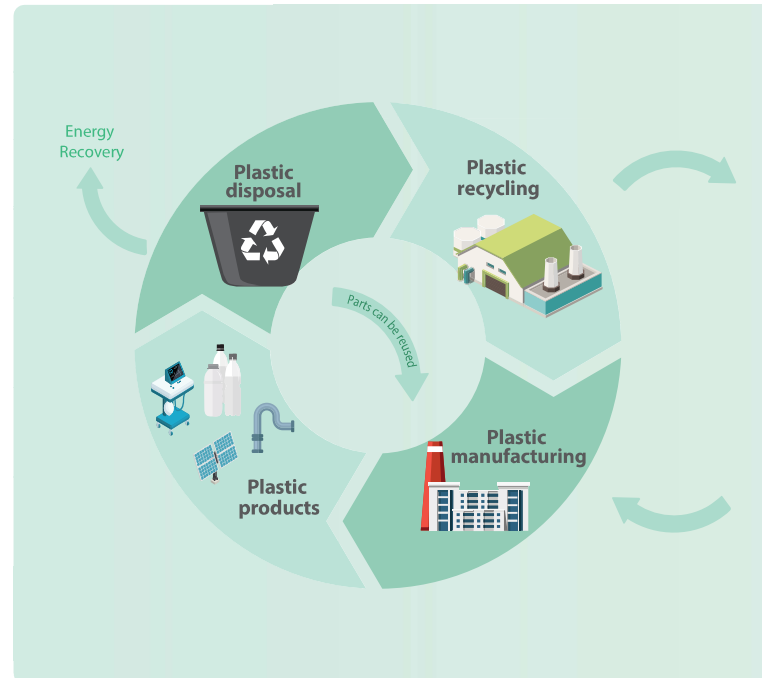 Energy
Recovery
Plastic
disposal
Plastic
recycling
Parts can be reused
Plastic
manufacturing
Plastic
products